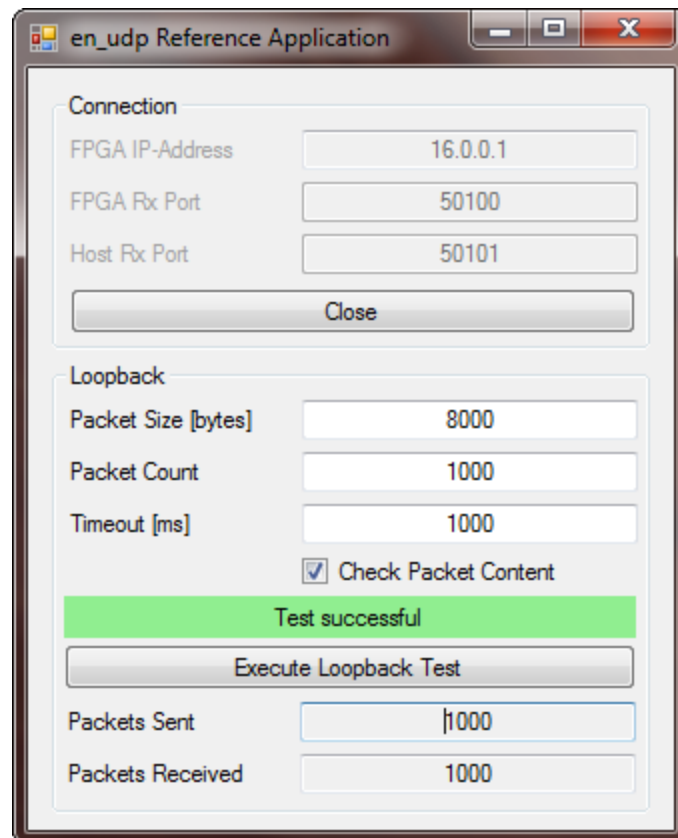 en_udp Reference Application
Connection
FPGA IP-Address 16.0.0.1
FPGA Rx Port 50100
Host Rx Port 50101
Close
Loopback
Packet Size [bytes] 8000
Packet Count 1000
Timeout [ms] 1000
Check Packet Content
Test successful
Execute Loopback Test
Packets Sent 1000
Packets Received 1000